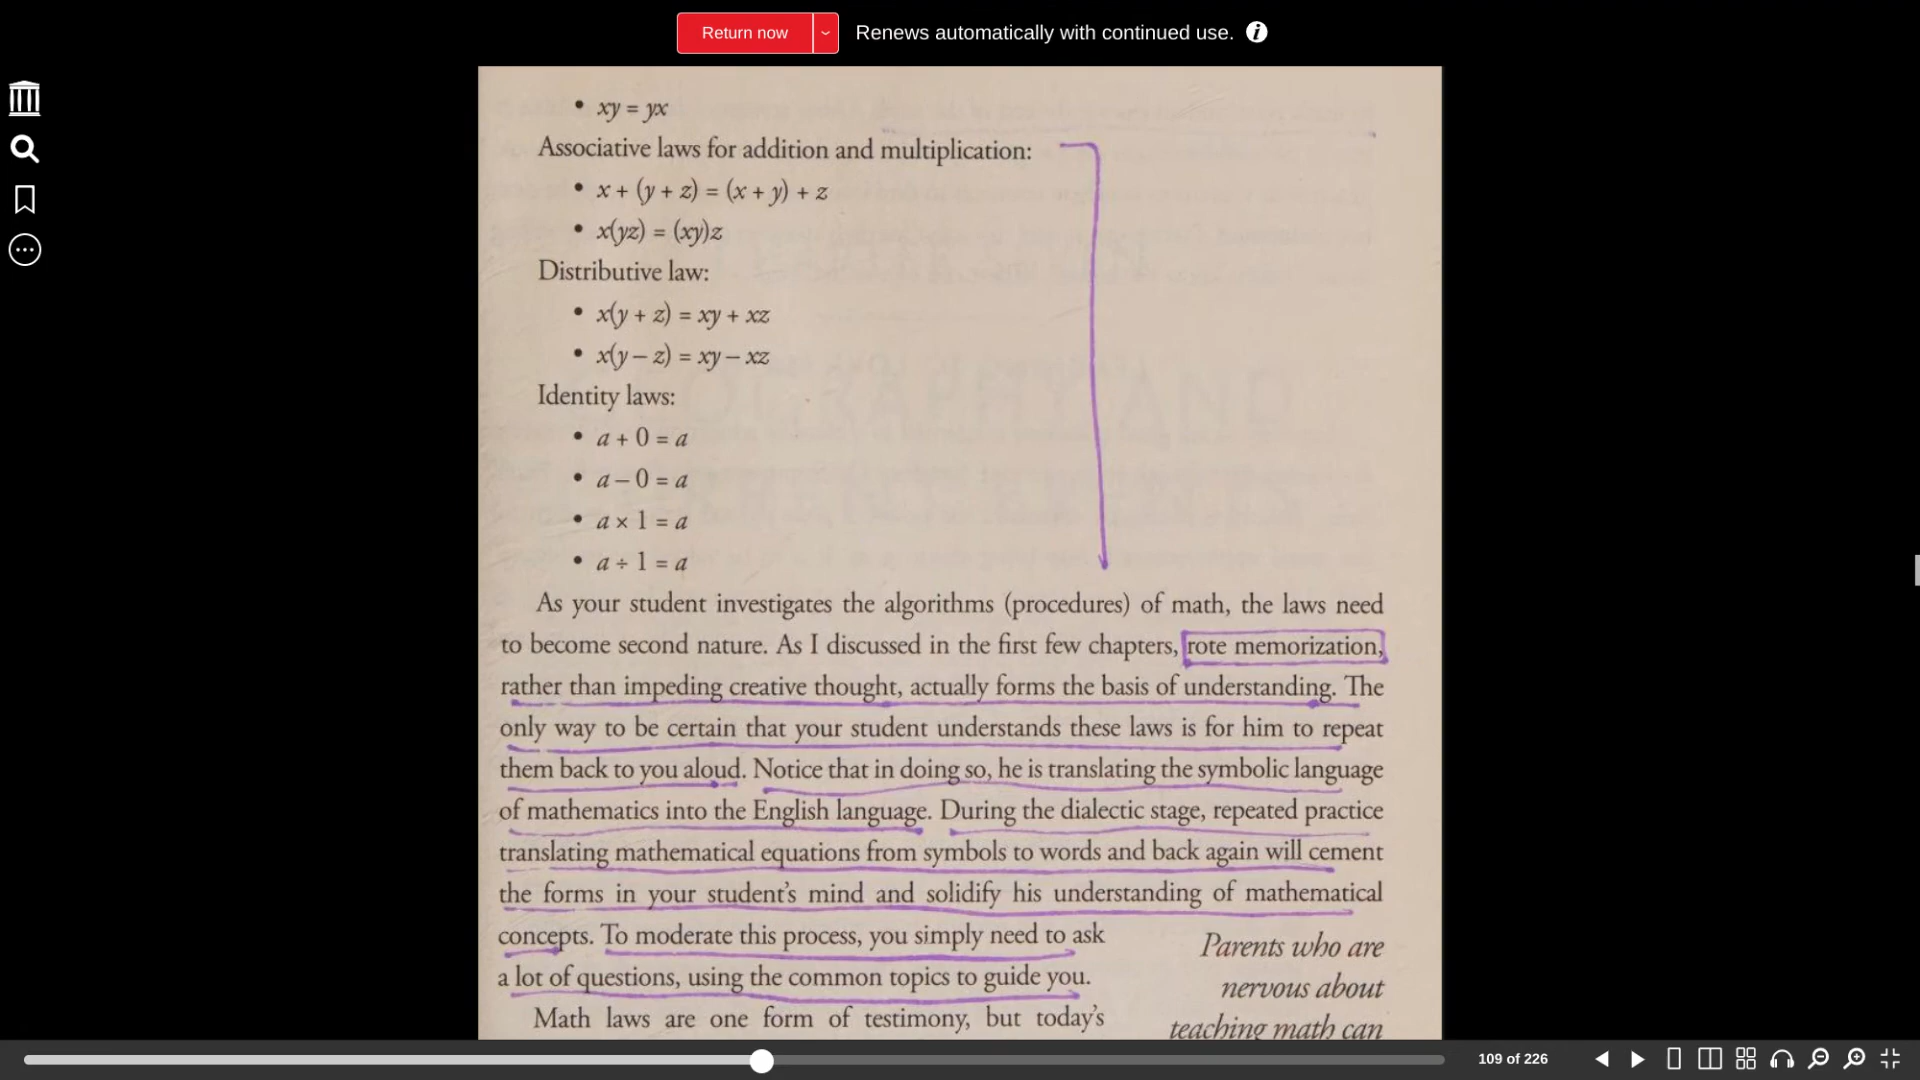 Return now
Renews automatically with continued use.
• xy = yx
Associative laws for addition and multiplication:
• x + (y + z) = (x + y) + z
• x(yz) = (xy)z
Distributive law:
• x(y + z) = xy + xz
• x(y – z) = xy – xz
Identity laws:
• a + 0 = a
• a – 0 = a
• a × 1 = a
• a ÷ 1 = a
As your student investigates the algorithms (procedures) of math, the laws need
to become second nature. As I discussed in the first few chapters, rote memorization,
rather than impeding creative thought, actually forms the basis of understanding. The
only way to be certain that your student understands these laws is for him to repeat
them back to you aloud. Notice that in doing so, he is translating the symbolic language
of mathematics into the English language. During the dialectic stage, repeated practice
translating mathematical equations from symbols to words and back again will cement
the forms in your student's mind and solidify his understanding of mathematical
concepts. To moderate this process, you simply need to ask
a lot of questions, using the common topics to guide you.
Math laws are one form of testimony, but today's
Parents who are
nervous about
teaching math can
109 of 226